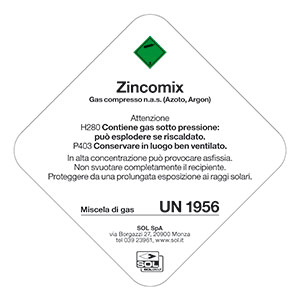 Zincomix
Gas compresso n.a.s. (Azoto, Argon)
Attenzione
H280 Contiene gas sotto pressione:
può esplodere se riscaldato.
P403 Conservare in luogo ben ventilato.
In alta concentrazione può provocare asfissia.
Non svuotare completamente il recipiente.
Proteggere da una prolungata esposizione ai raggi solari.
Miscela di gas UN 1956
SOL SpA
via Borgazzi 27, 20900 Monza
tel 039 23961, www.sol.it
SOL